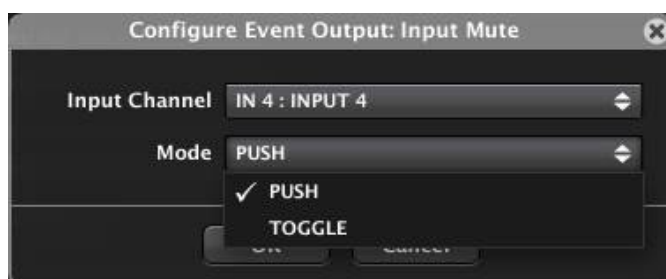 Configure Event Output: Input Mute
Input Channel IN 4 : INPUT 4
Mode PUSH
✓ PUSH
TOGGLE